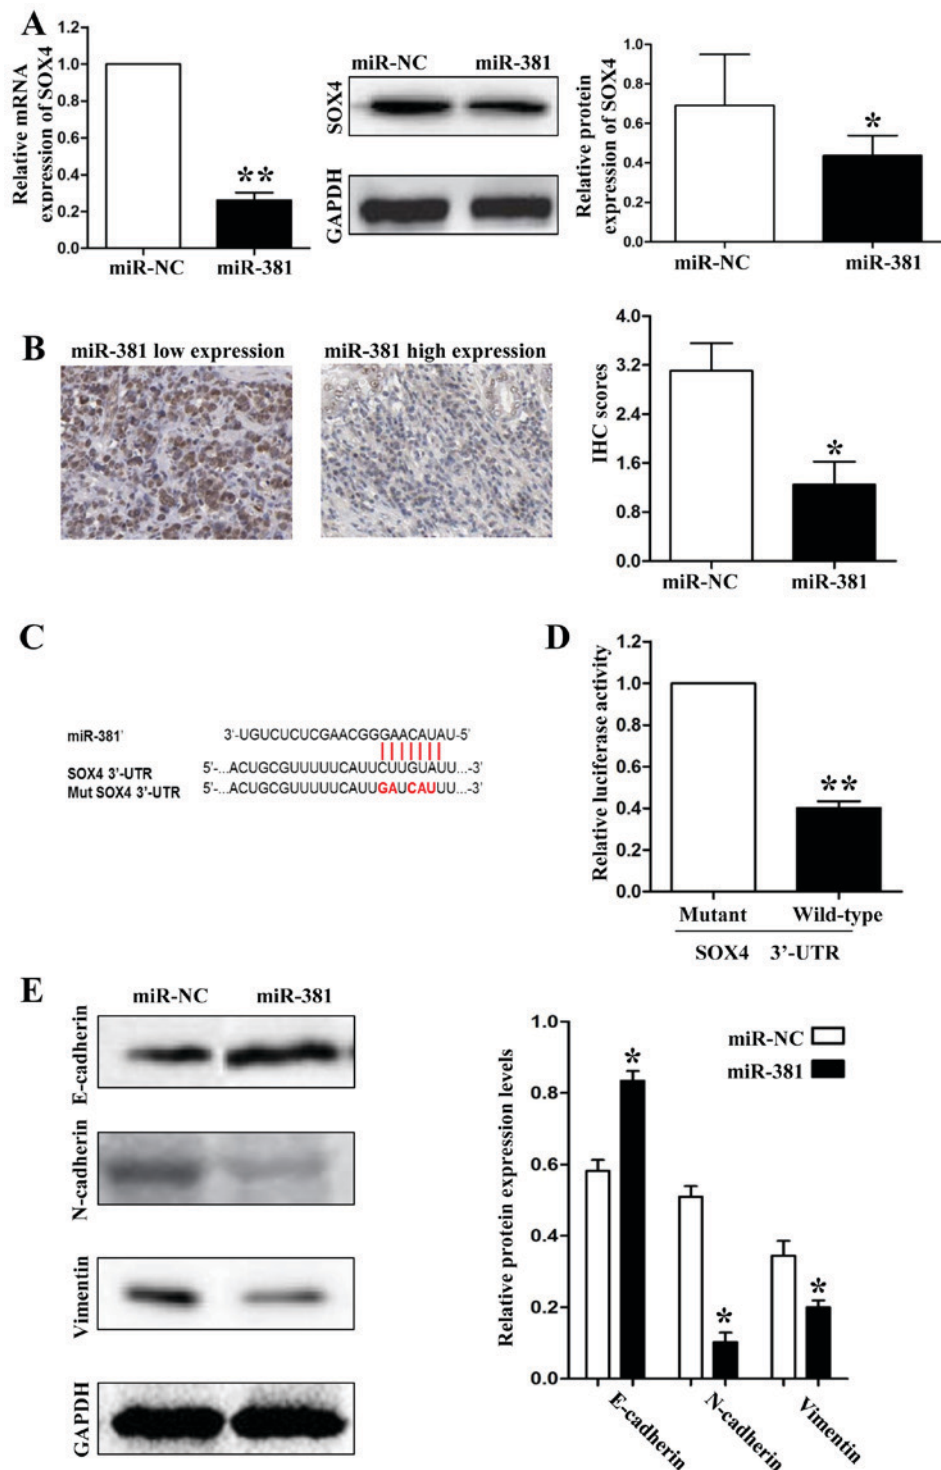 A
Relative mRNA
expression of SOX4
1.2
1.0
0.8
0.6
0.4
0.2
0.0
**
miR-NC
miR-381
miR-NC
miR-381
SOX4
GAPDH
Relative protein
expression of SOX4
1.0
0.8
0.6
0.4
0.2
0.0
*
miR-NC
miR-381
B
miR-381 low expression
miR-381 high expression
IHC scores
4.0
3.2
2.4
1.6
0.8
0.0
*
miR-NC
miR-381
C
miR-381'
3'-UGUCUCUCGAACGGGAACAUAU-5'
SOX4 3'-UTR
5'-...ACUGCGUUUUUCAUUCUUGUAUU...-3'
Mut SOX4 3'-UTR
5'-...ACUGCGUUUUUCAUUGAUCAUUU...-3'
D
Relative luciferase activity
1.2
1.0
0.8
0.6
0.4
0.2
0.0
**
Mutant
Wild-type
SOX4 3'-UTR
E
miR-NC
miR-381
E-cadherin
N-cadherin
Vimentin
GAPDH
Relative protein expression levels
1.0
0.8
0.6
0.4
0.2
0.0
miR-NC
miR-381
*
*
*
E-cadherin
N-cadherin
Vimentin